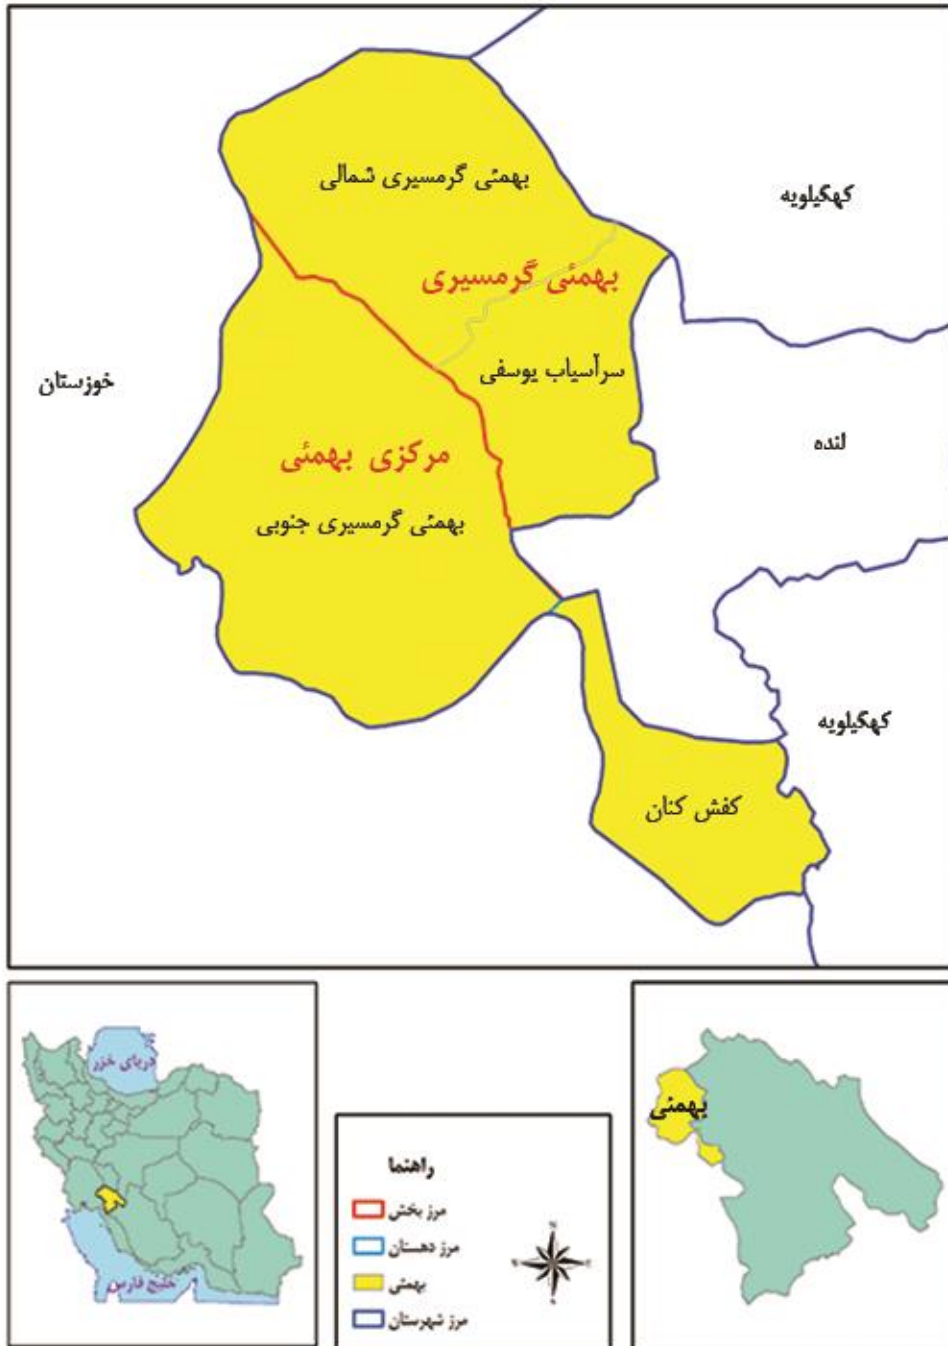 بهمئی گرمسیری شمالی
کهگیلویه
بهمئی گرمسیری
سرآسیاب یوسفی
خوزستان
لنده
مرکزی بهمئی
بهمئی گرمسیری جنوبی
کهگیلویه
کفش کنان
دریای خزر
خلیج فارس
راهنما
مرز بخش
مرز دهستان
بهمئی
مرز شهرستان
بهمئی